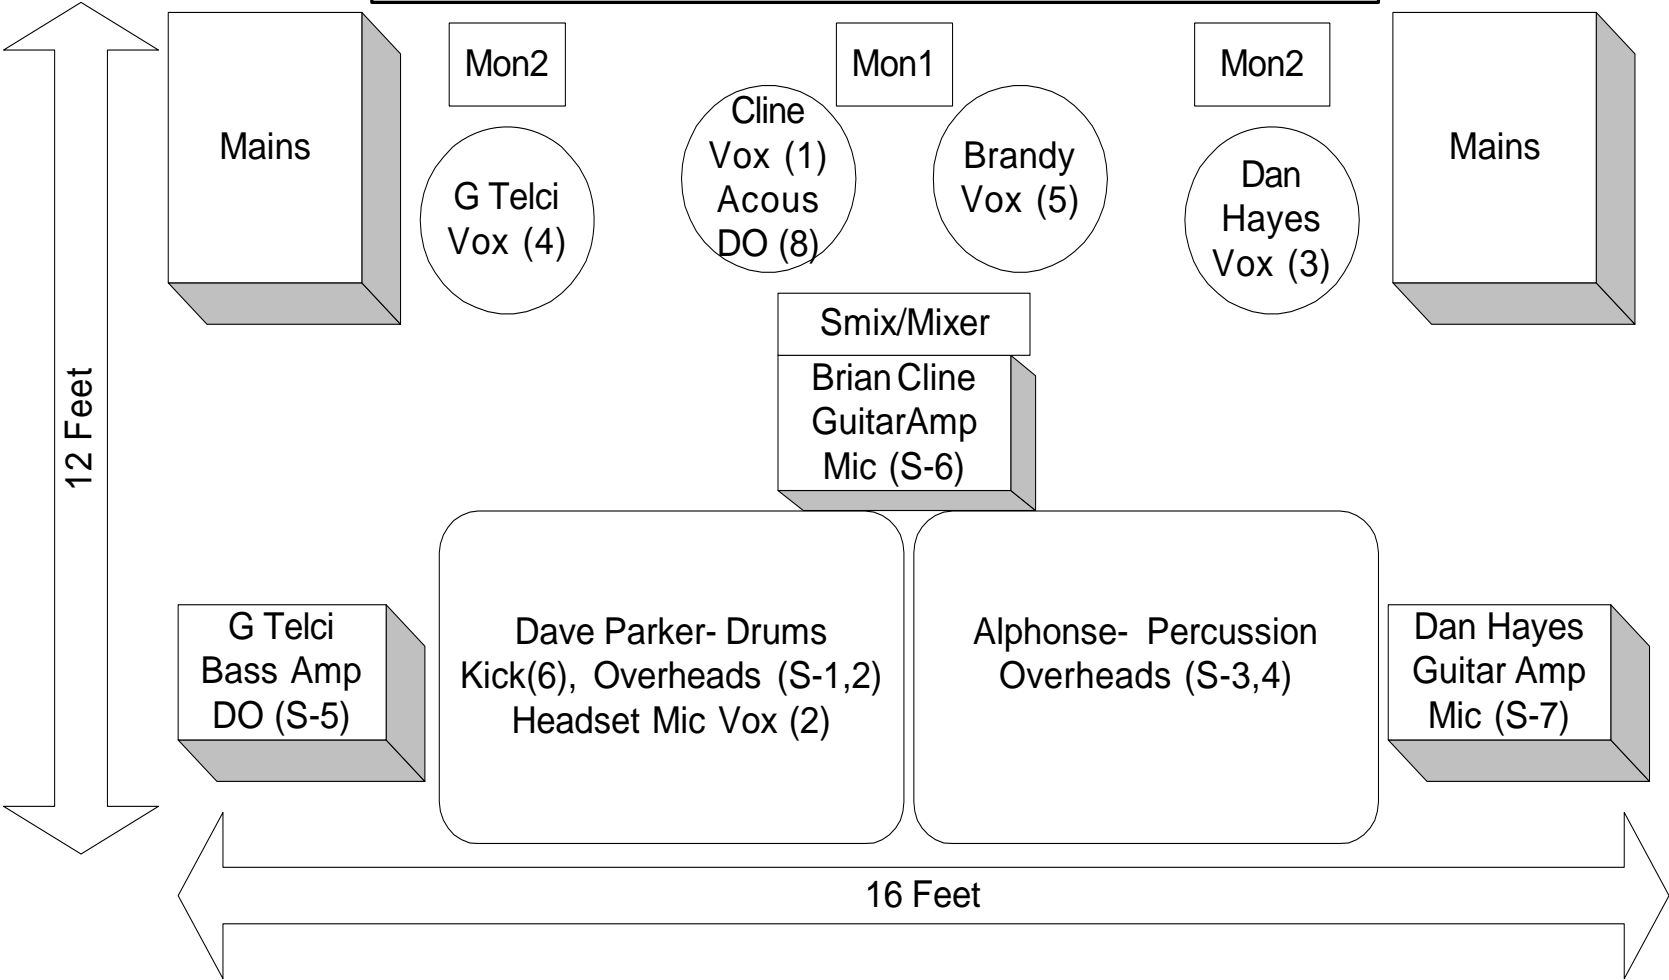 Mon2
Mon1
Mon2
Mains
Cline
Vox (1)
Acous
DO (8)
Brandy
Vox (5)
Mains
G Telci
Vox (4)
Dan
Hayes
Vox (3)
Smix/Mixer
Brian Cline
GuitarAmp
Mic (S-6)
12 Feet
G Telci
Bass Amp
DO (S-5)
Dave Parker- Drums
Kick(6), Overheads (S-1,2)
Headset Mic Vox (2)
Alphonse- Percussion
Overheads (S-3,4)
Dan Hayes
Guitar Amp
Mic (S-7)
16 Feet